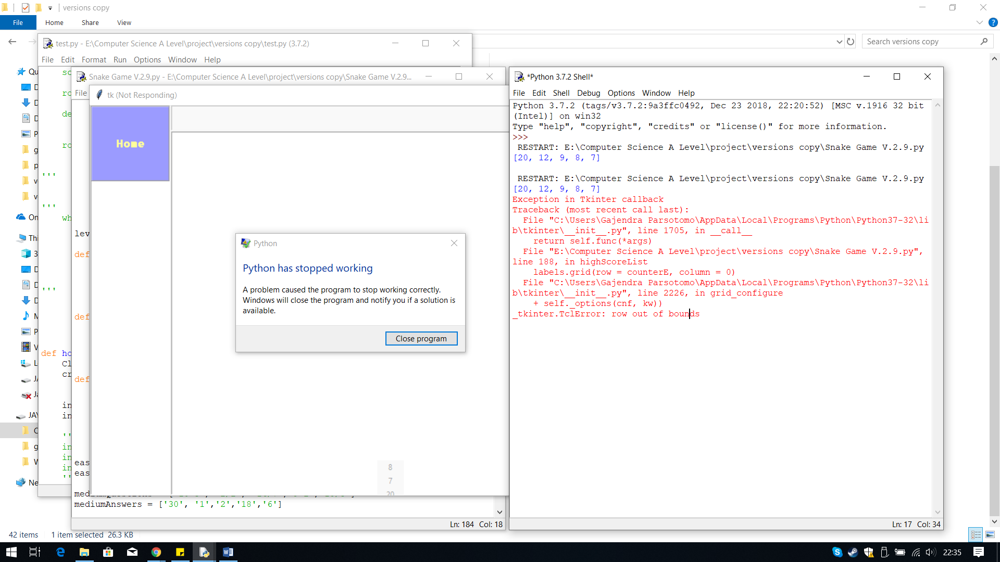 versions copy
File Home Share View
test.py - E:\Computer Science A Level\project\versions copy\test.py (3.7.2)
Search versions copy
File Edit Format Run Options Window Help
Snake Game V.2.9.py - E:\Computer Science A Level\project\versions copy\Snake Game V.2.9...
File
tk (Not Responding)
Home
'''
'''
lev
def
'''
def
def
eas
eas
mediumAnswers = ['30', '1','2','18','6']
Ln: 184 Col: 18
8
7
20
Python
Python has stopped working
A problem caused the program to stop working correctly.
Windows will close the program and notify you if a solution is
available.
Close program
*Python 3.7.2 Shell*
File Edit Shell Debug Options Window Help
Python 3.7.2 (tags/v3.7.2:9a3ffc0492, Dec 23 2018, 22:20:52) [MSC v.1916 32 bit
(Intel)] on win32
Type "help", "copyright", "credits" or "license()" for more information.
>>>
RESTART: E:\Computer Science A Level\project\versions copy\Snake Game V.2.9.py
[20, 12, 9, 8, 7]
RESTART: E:\Computer Science A Level\project\versions copy\Snake Game V.2.9.py
[20, 12, 9, 8, 7]
Exception in Tkinter callback
Traceback (most recent call last):
File "C:\Users\Gajendra Parsotomo\AppData\Local\Programs\Python\Python37-32\li
b\tkinter\__init__.py", line 1705, in __call__
return self.func(*args)
File "E:\Computer Science A Level\project\versions copy\Snake Game V.2.9.py",
line 188, in highScoreList
labels.grid(row = counterE, column = 0)
File "C:\Users\Gajendra Parsotomo\AppData\Local\Programs\Python\Python37-32\li
b\tkinter\__init__.py", line 2226, in grid_configure
+ self._options(cnf, kw))
_tkinter.TclError: row out of bounds
Ln: 17 Col: 34
42 items 1 item selected 26.3 KB
22:35